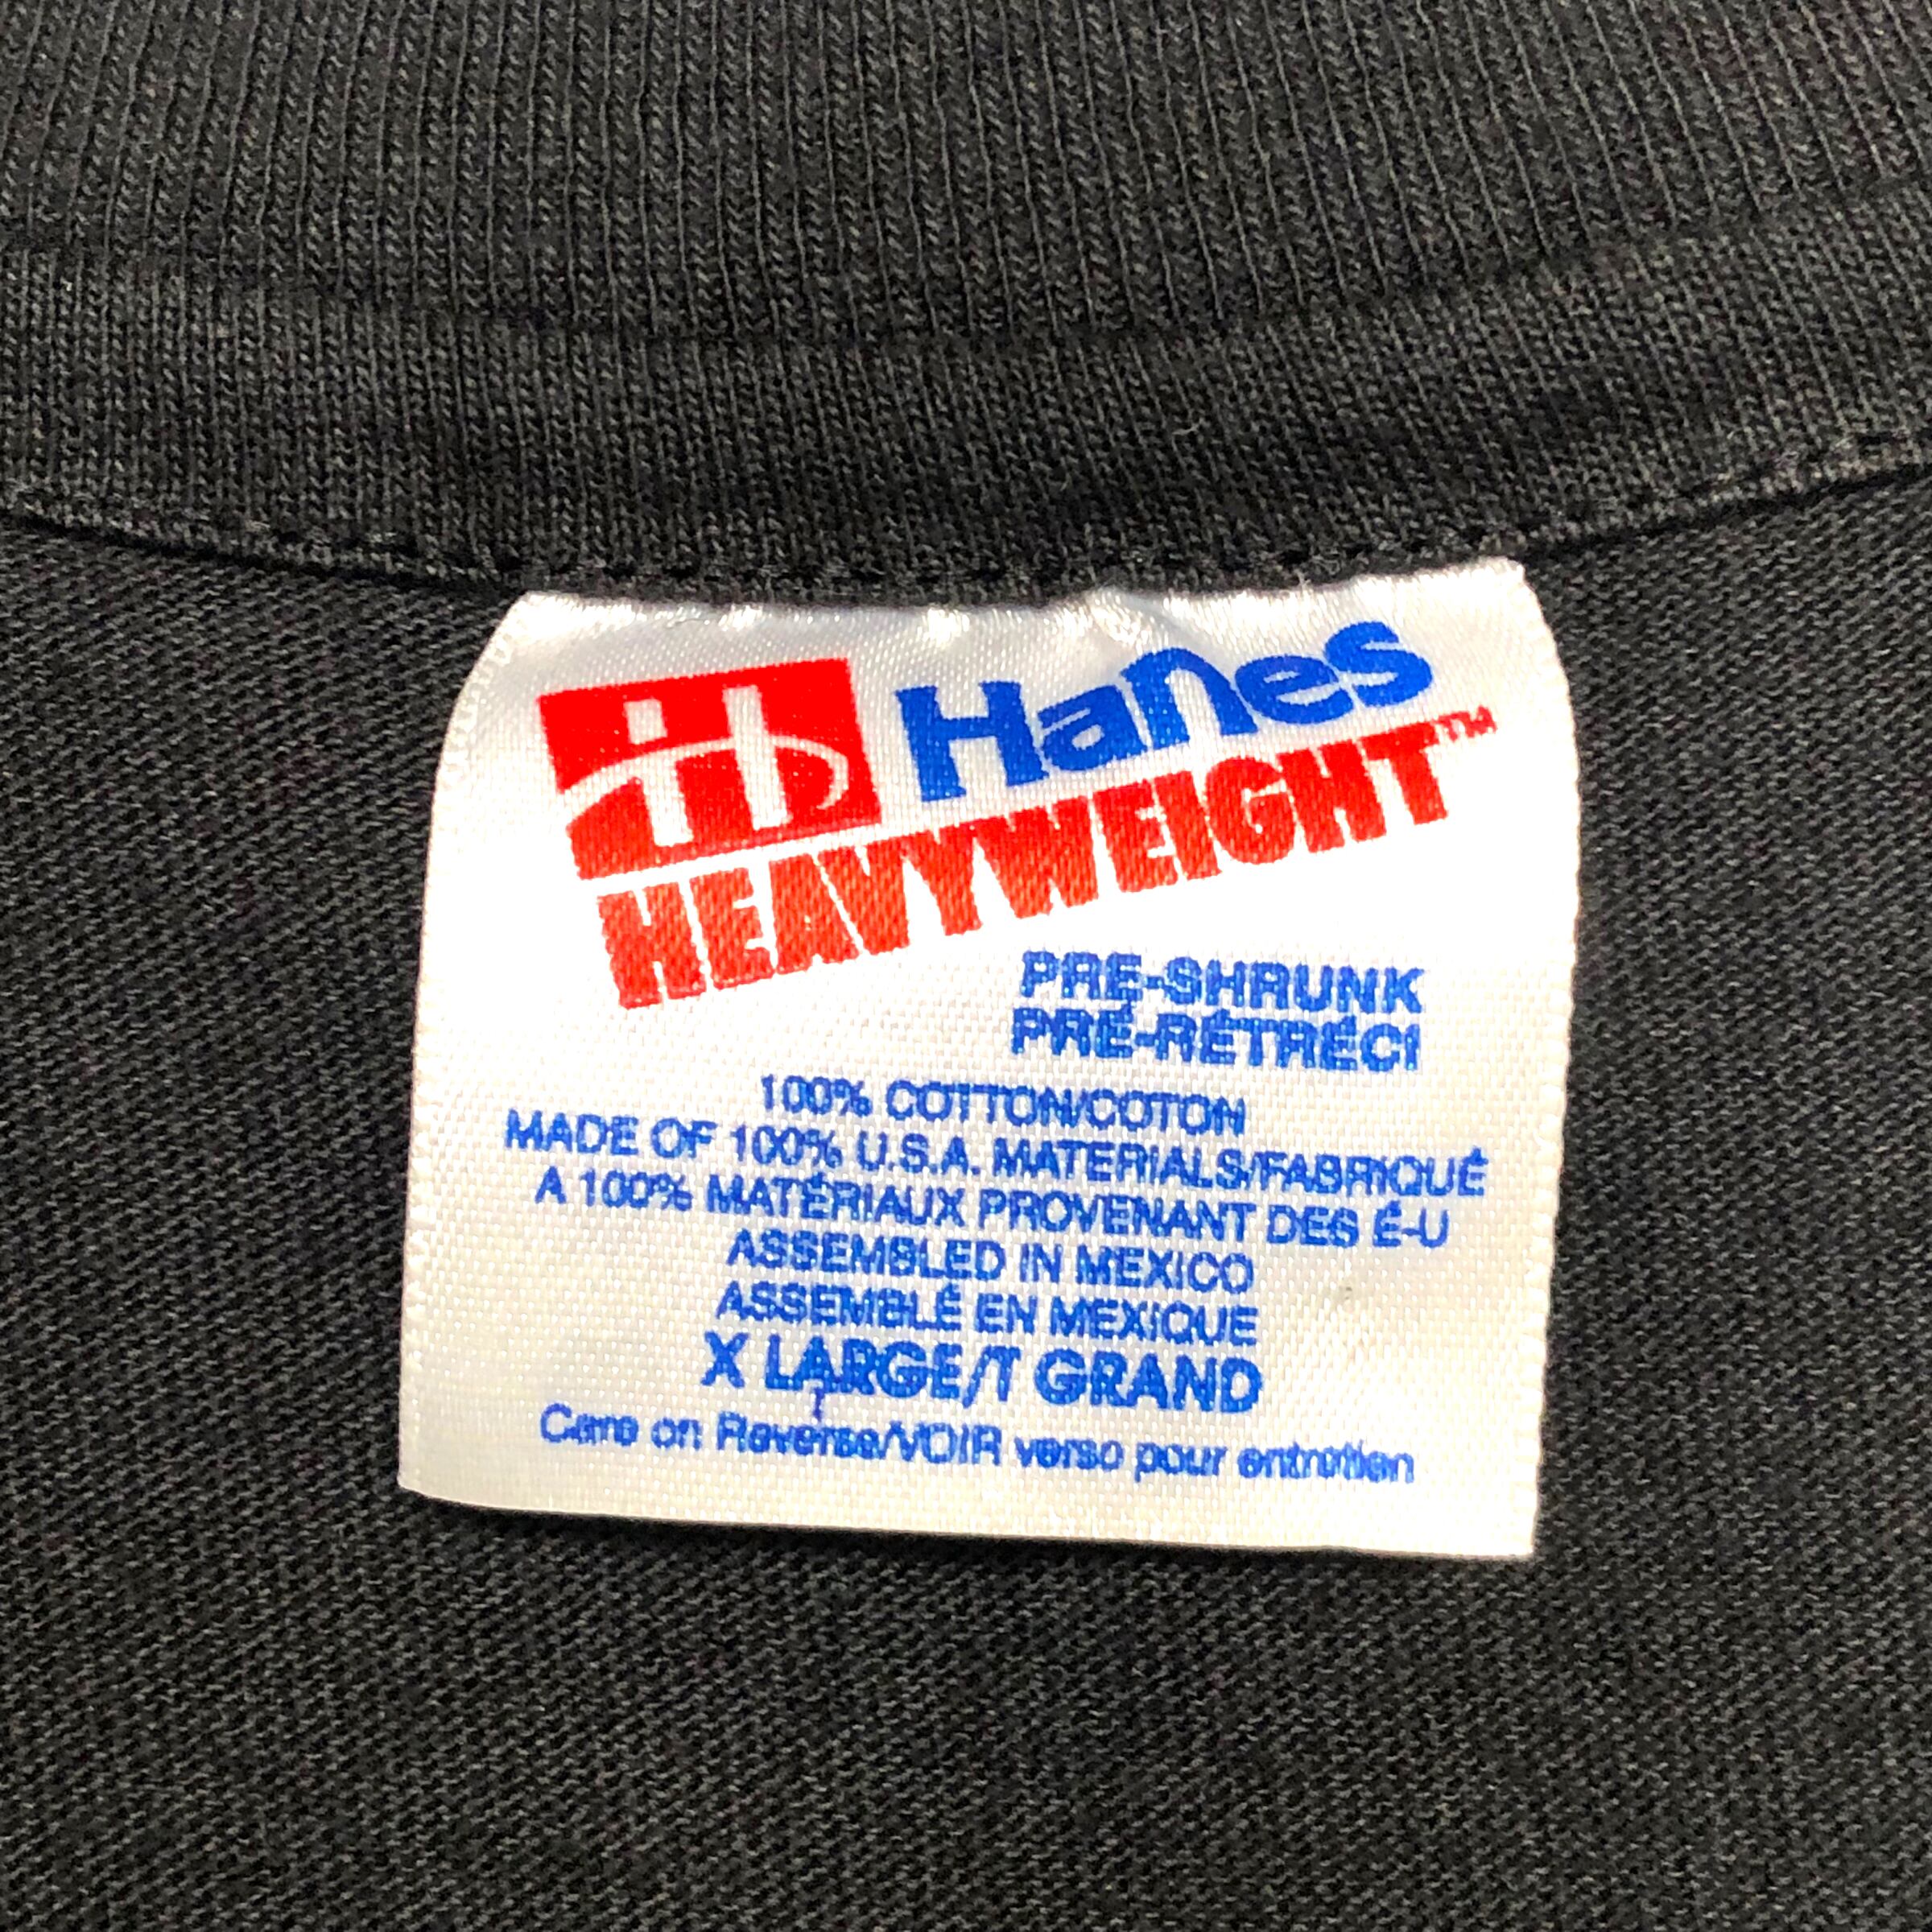 Hanes
HEAVYWEIGHT™
PRE-SHRUNK
PRÉ-RÉTRÉCI
100% COTTON/COTON
MADE OF 100% U.S.A. MATERIALS/FABRIQUÉ
A 100% MATÉRIAUX PROVENANT DES É-U
ASSEMBLED IN MEXICO
ASSEMBLÉ EN MEXIQUE
X LARGE/T GRAND
Care on Reverse/VOIR verso pour entretien